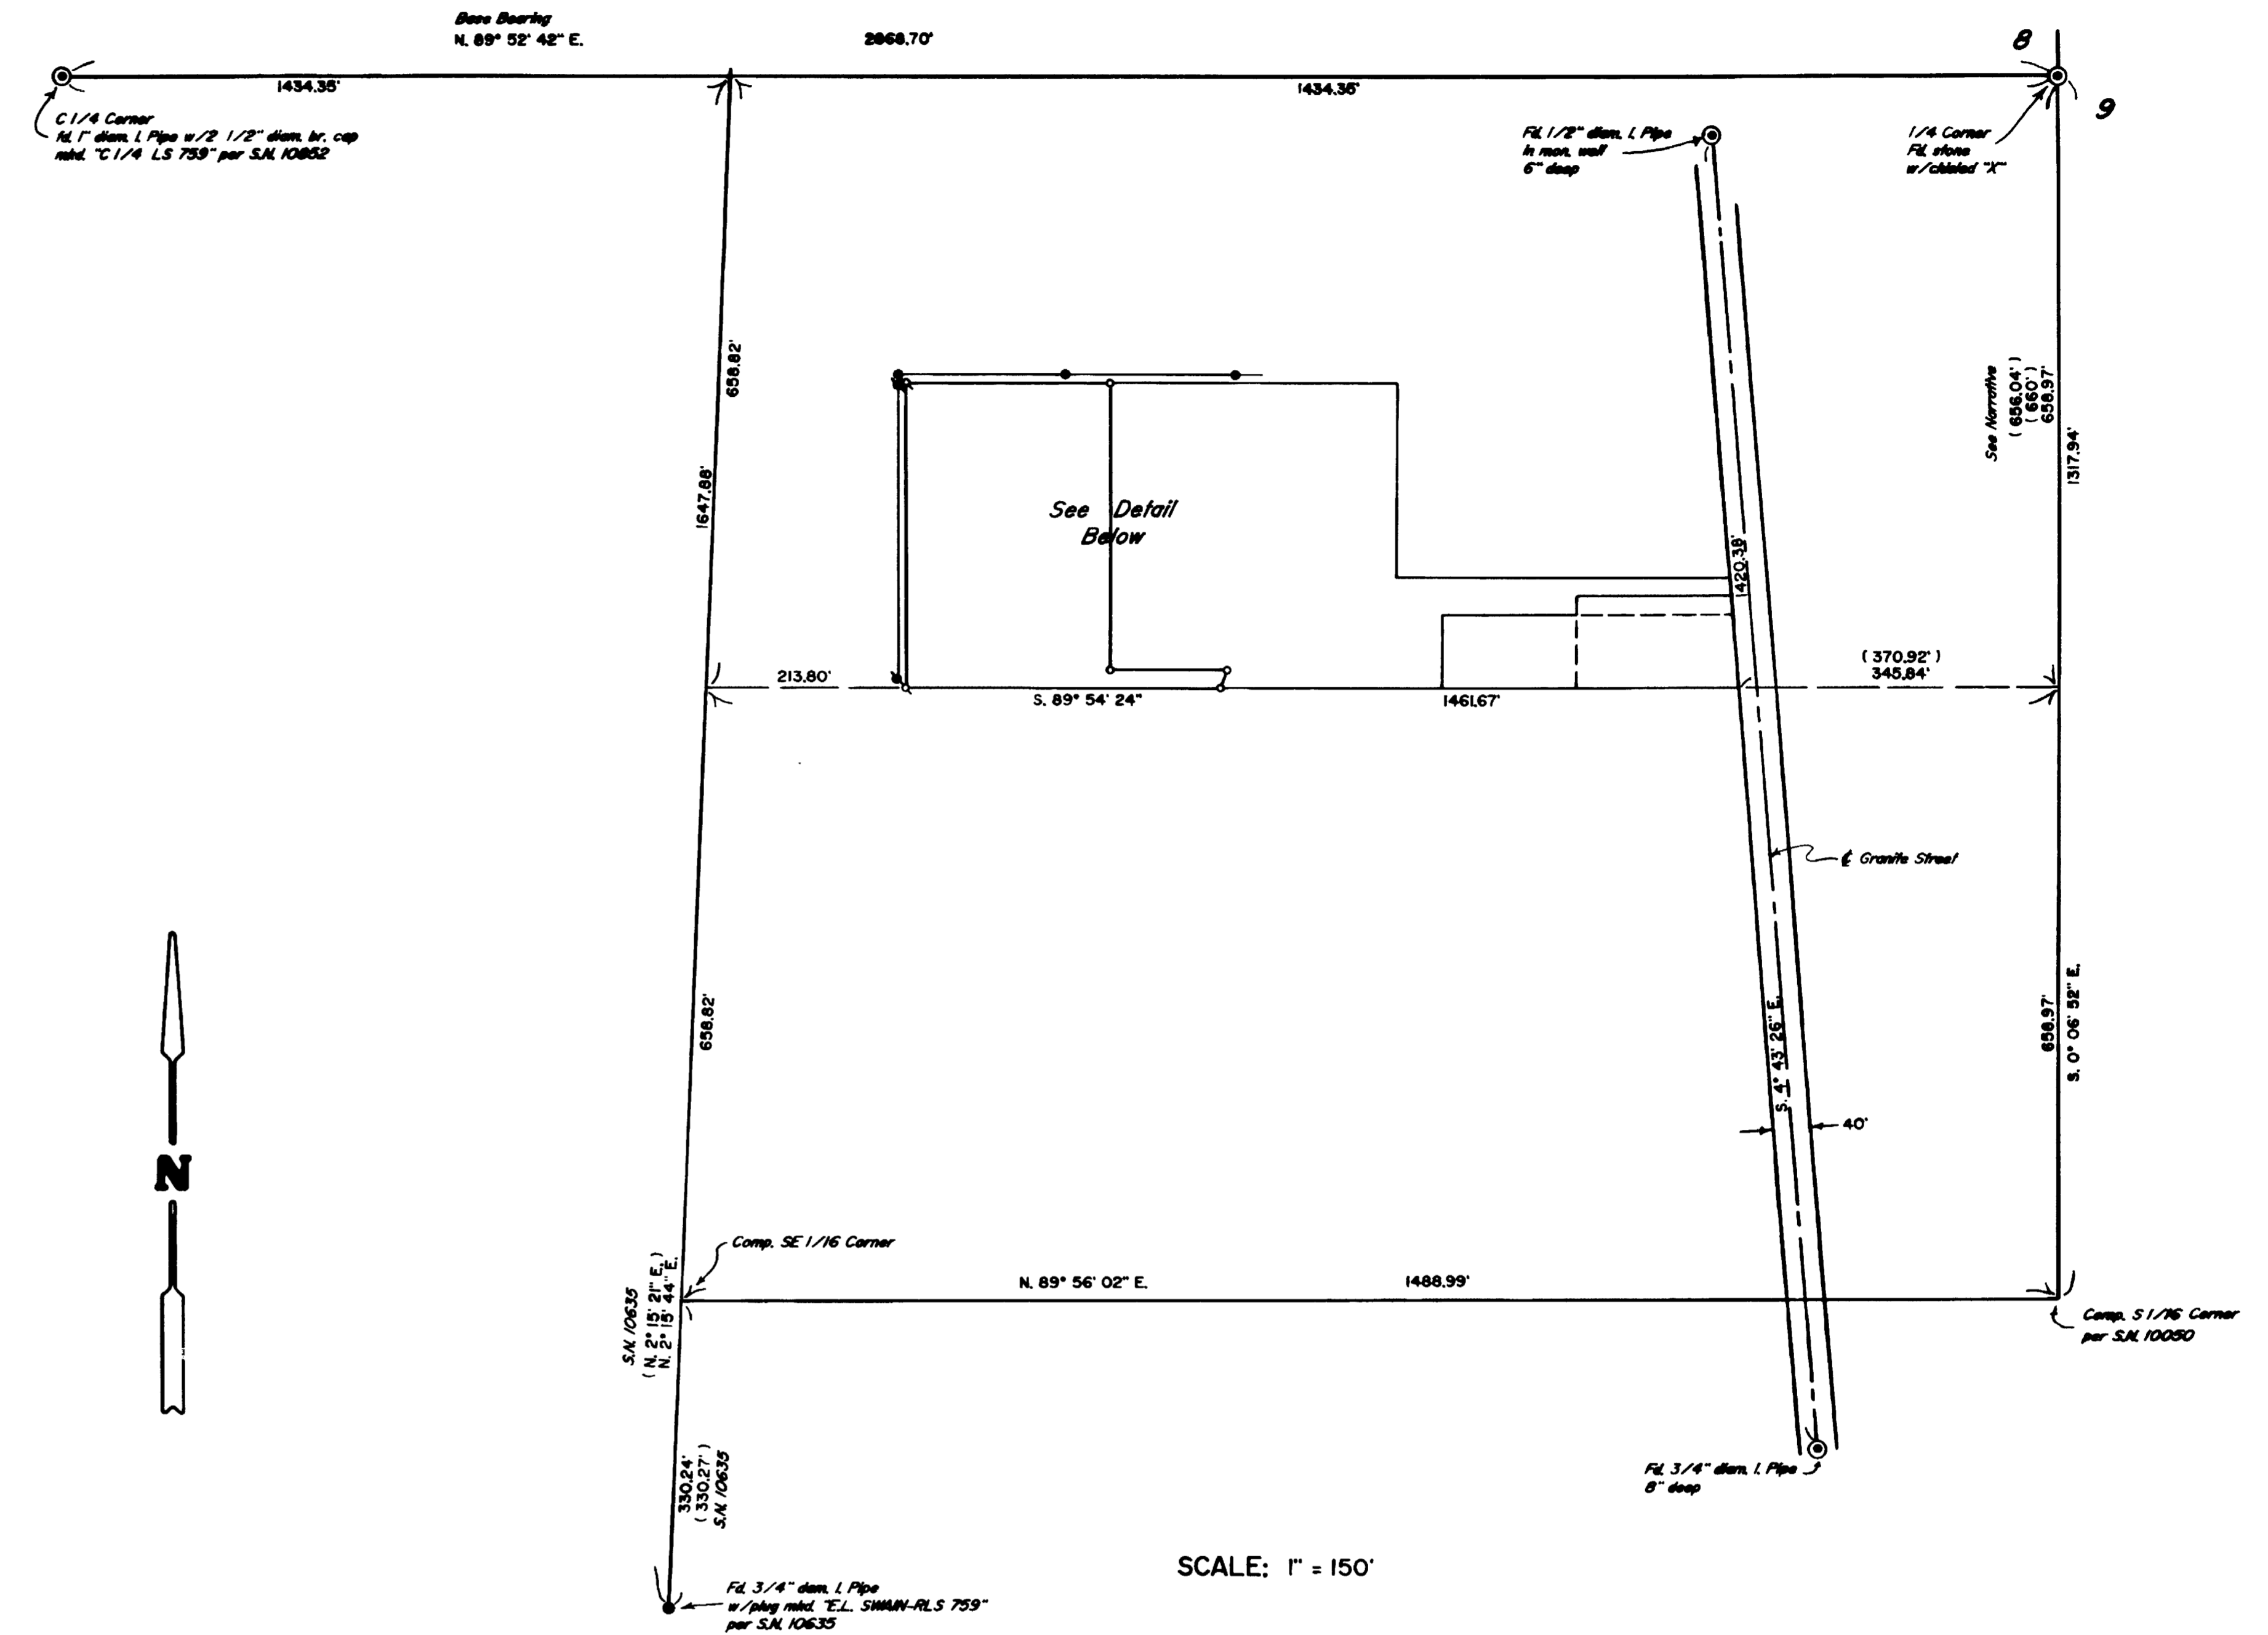 Base Bearing
N. 89° 52' 42" E.
2868.70'
8
1434.35'
1434.35'
9
C 1/4 Corner
fd. 1" diam. I. Pipe w/2 1/2" diam. br. cap
mkd. "C 1/4 LS 759" per S.N. 10852
Fd. 1/2" diam. I. Pipe
in mon. well
6" deep
1/4 Corner
Fd. stone
w/chisled "X"
658.82'
1647.88'
See Narrative
( 656.04' )
( 660' )
658.97'
1317.94'
See Detail
Below
1420.38'
213.80'
S. 89° 54' 24"
1461.67'
( 370.92' )
345.84'
℄ Granite Street
658.82'
S. 4° 43' 26" E.
658.97'
S. 0° 06' 52" E.
40'
N
Comp. SE 1/16 Corner
N. 89° 56' 02" E.
1488.99'
S.N. 10635
( N. 2° 15' 21" E. )
N. 2° 15' 44" E.
Comp. S 1/16 Corner
per S.N. 10050
330.24'
( 330.27' )
S.N. 10635
Fd. 3/4" diam. I. Pipe
8" deep
SCALE: 1" = 150'
Fd. 3/4" dam. I. Pipe
w/plug mkd. "E.L. SWAIN-RLS 759"
per S.N. 10635